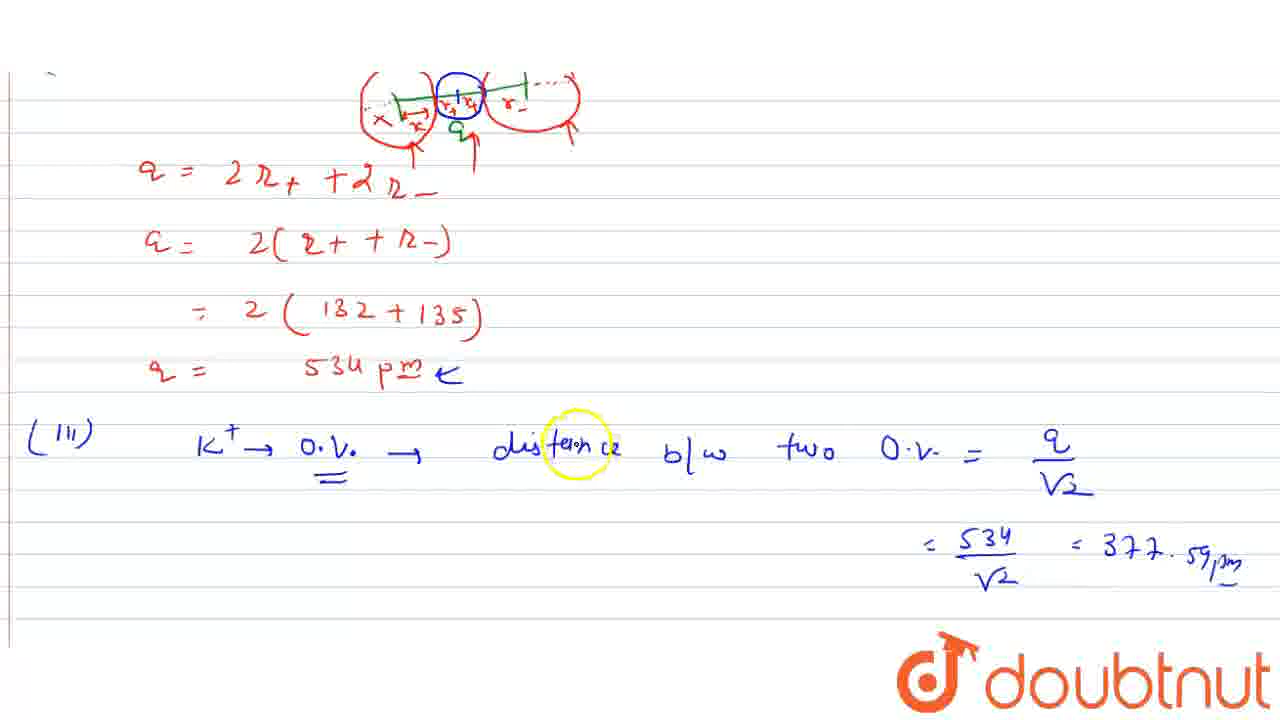 x r r+ r+ r-
a
a = 2r+ + 2r-
a = 2(r+ + r-)
= 2 (132 + 135)
a = 534 pm
(III) K+ → O.V. → distance b/w two O.V. = a/√2
= 534/√2 = 377.59 pm
doubtnut